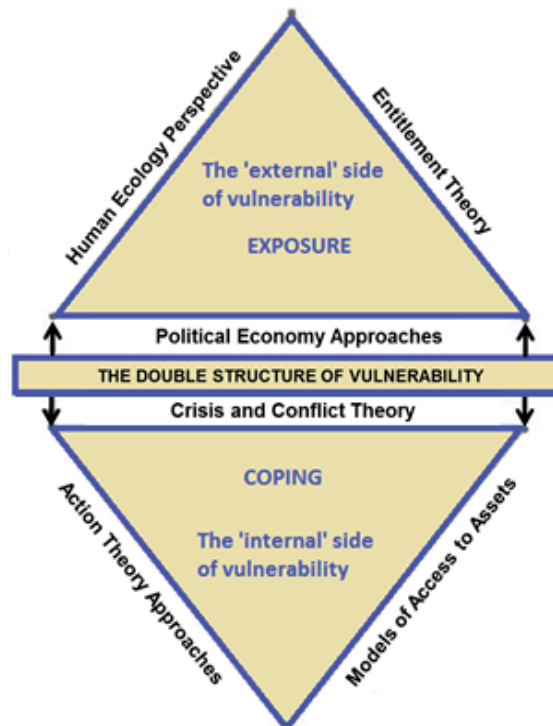 Human Ecology Perspective
Entitlement Theory
The 'external' side
of vulnerability
EXPOSURE
Political Economy Approaches
THE DOUBLE STRUCTURE OF VULNERABILITY
Crisis and Conflict Theory
COPING
The 'internal' side
of vulnerability
Action Theory Approaches
Models of Access to Assets